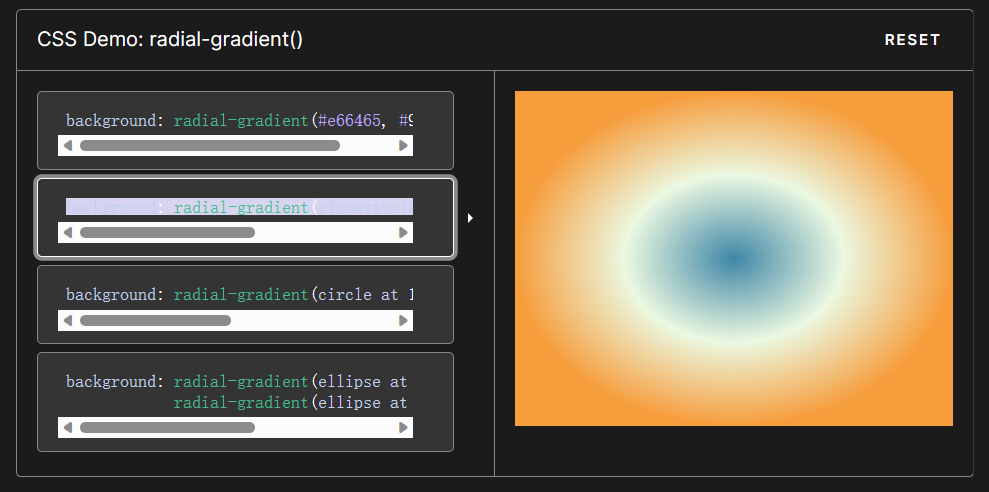 CSS Demo: radial-gradient()
RESET
background: radial-gradient(#e66465, #9
background: radial-gradient(closest-si
background: radial-gradient(circle at 1
background: radial-gradient(ellipse at
radial-gradient(ellipse at